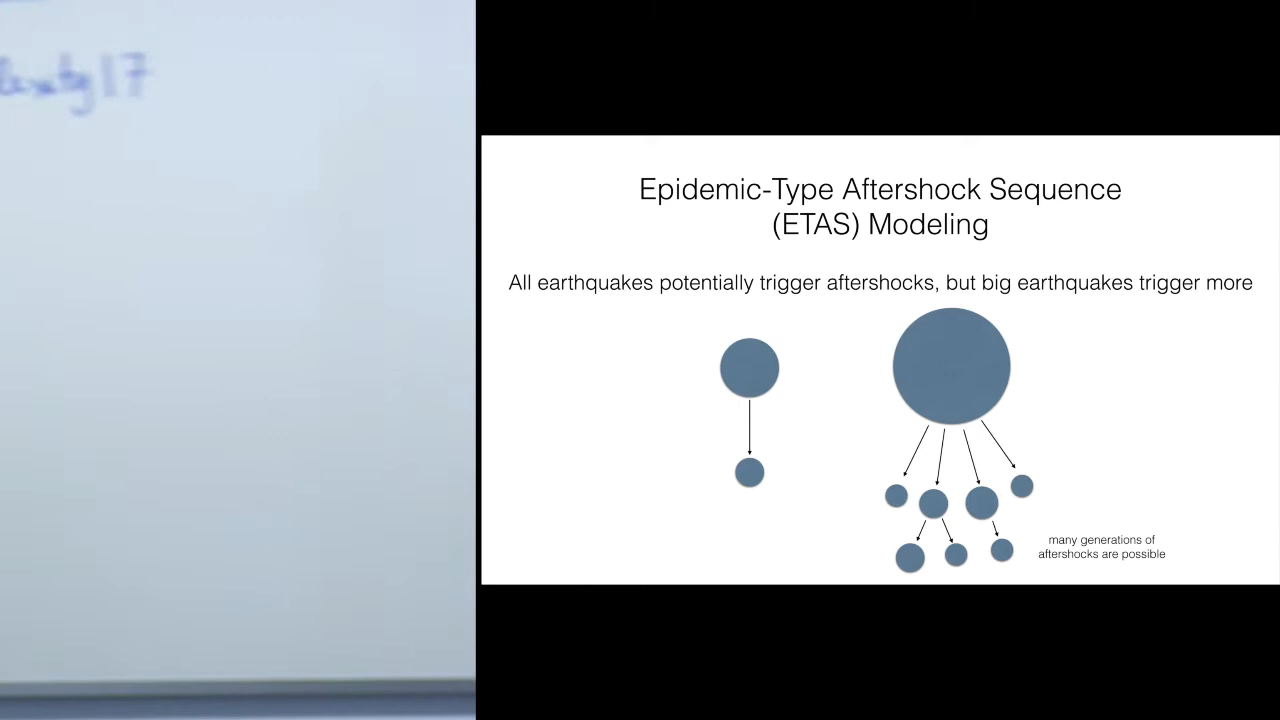 Epidemic-Type Aftershock Sequence
(ETAS) Modeling
All earthquakes potentially trigger aftershocks, but big earthquakes trigger more
many generations of
aftershocks are possible